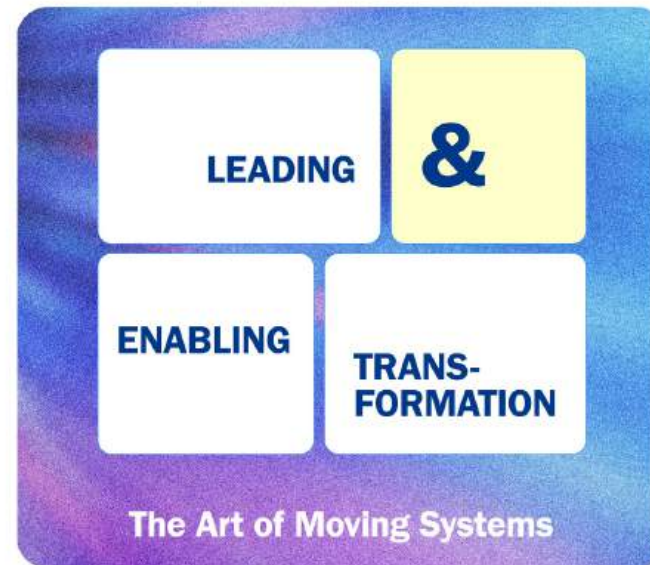 LEADING
&
ENABLING
TRANS-
FORMATION
The Art of Moving Systems